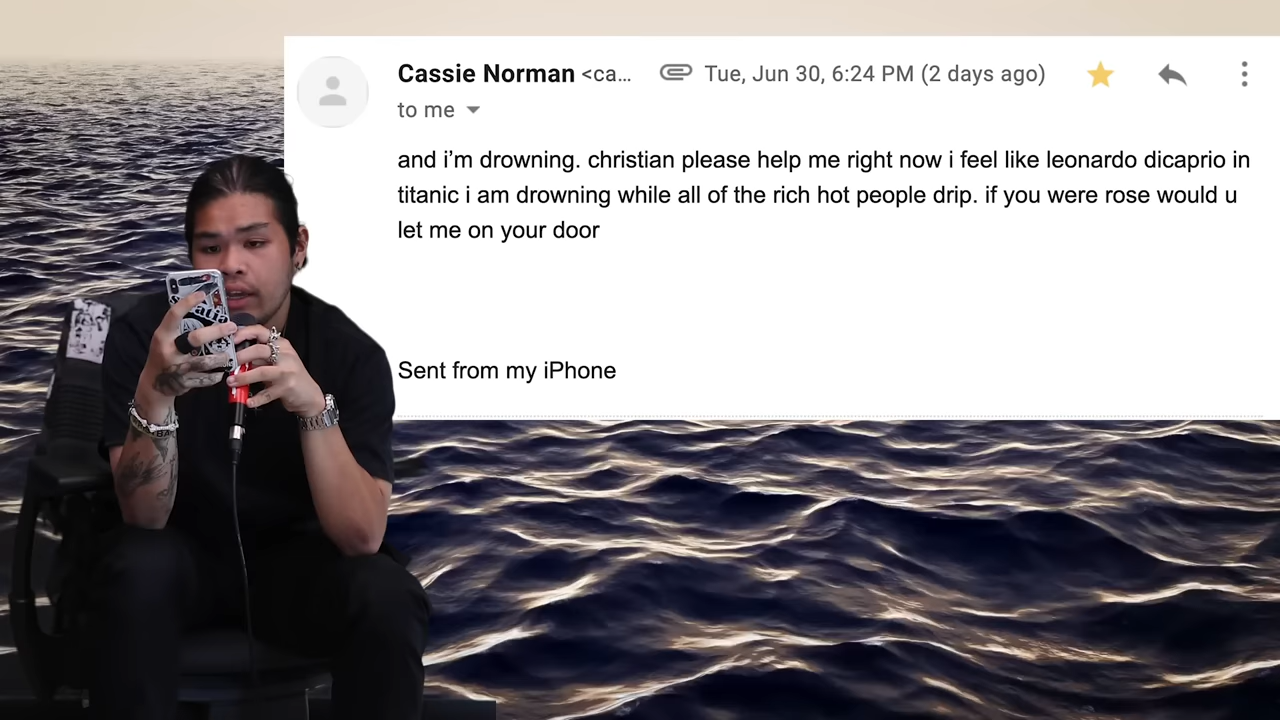 Cassie Norman <ca... Tue, Jun 30, 6:24 PM (2 days ago)
to me
and i'm drowning. christian please help me right now i feel like leonardo dicaprio in
titanic i am drowning while all of the rich hot people drip. if you were rose would u
let me on your door
Sent from my iPhone